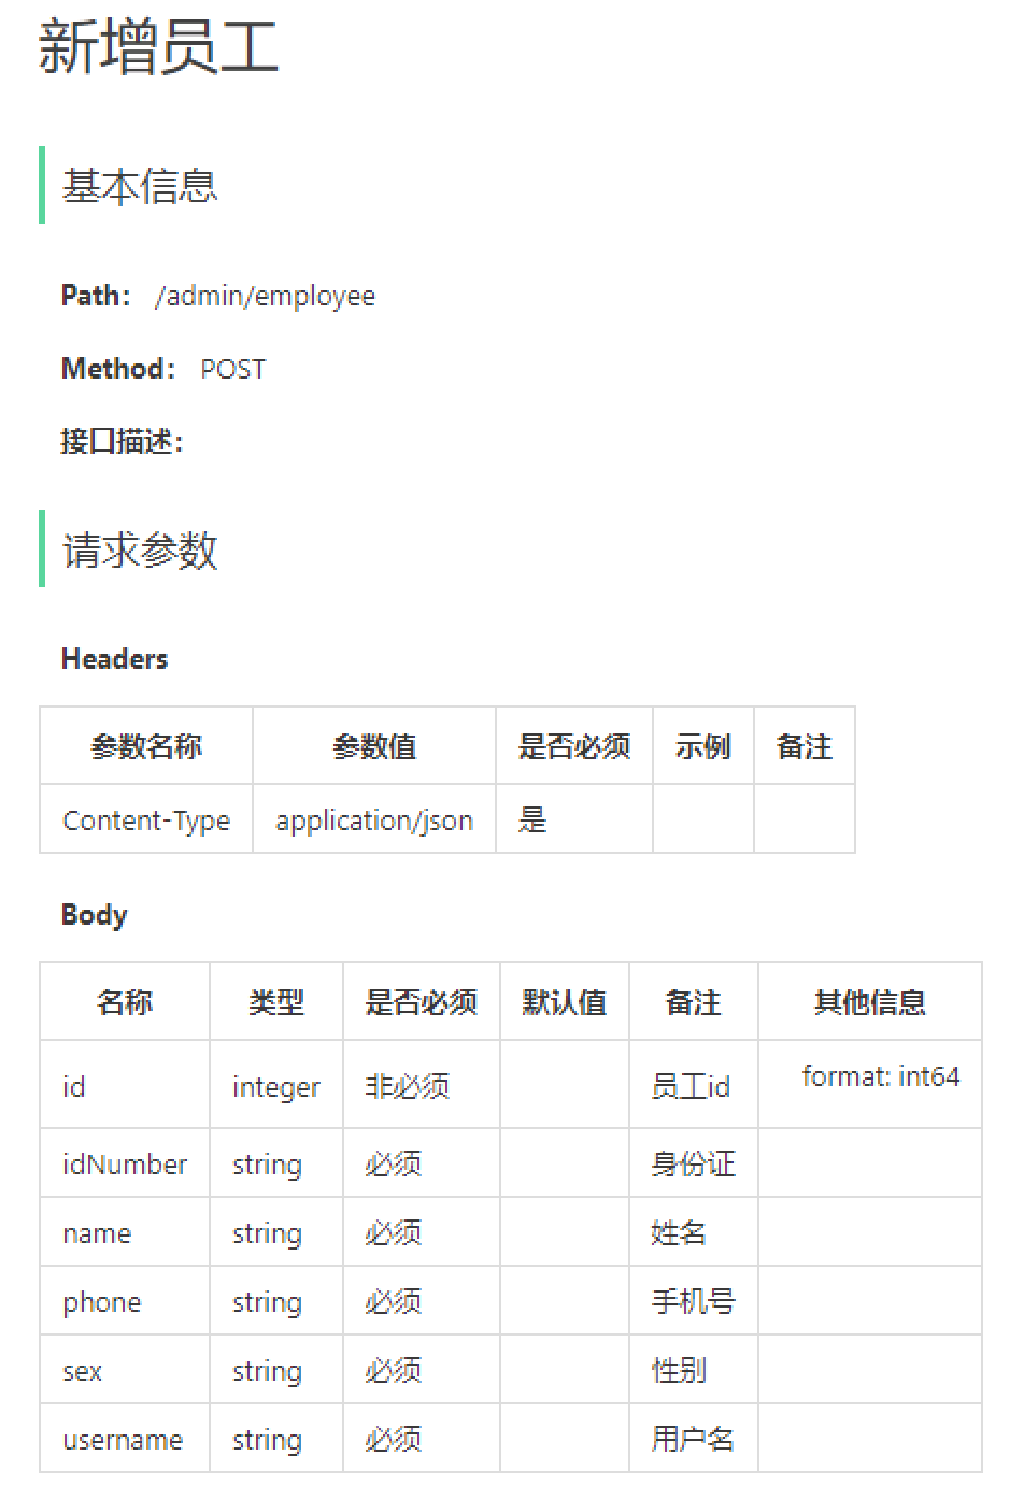 新增员工
基本信息
Path： /admin/employee
Method： POST
接口描述：
请求参数
Headers
参数名称 参数值 是否必须 示例 备注
Content-Type application/json 是
Body
名称 类型 是否必须 默认值 备注 其他信息
id integer 非必须 员工id format: int64
idNumber string 必须 身份证
name string 必须 姓名
phone string 必须 手机号
sex string 必须 性别
username string 必须 用户名